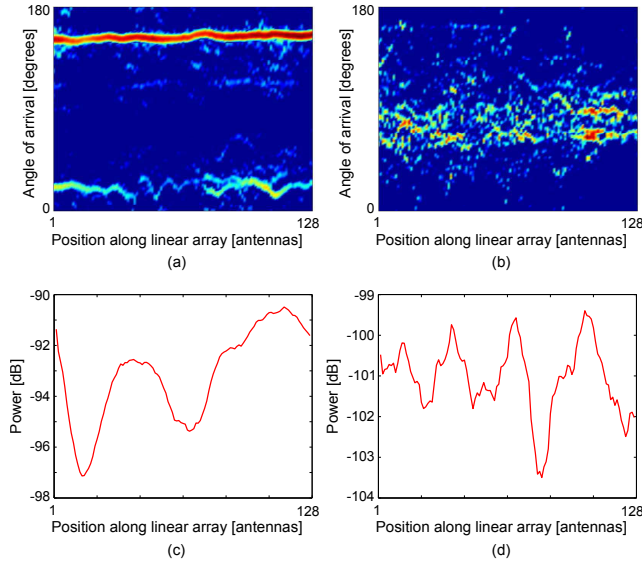 180
Angle of arrival [degrees]
0
1
128
Position along linear array [antennas]
(a)
180
Angle of arrival [degrees]
0
1
128
Position along linear array [antennas]
(b)
-90
-92
-94
-96
-98
Power [dB]
1
128
Position along linear array [antennas]
(c)
-99
-100
-101
-102
-103
-104
Power [dB]
1
128
Position along linear array [antennas]
(d)